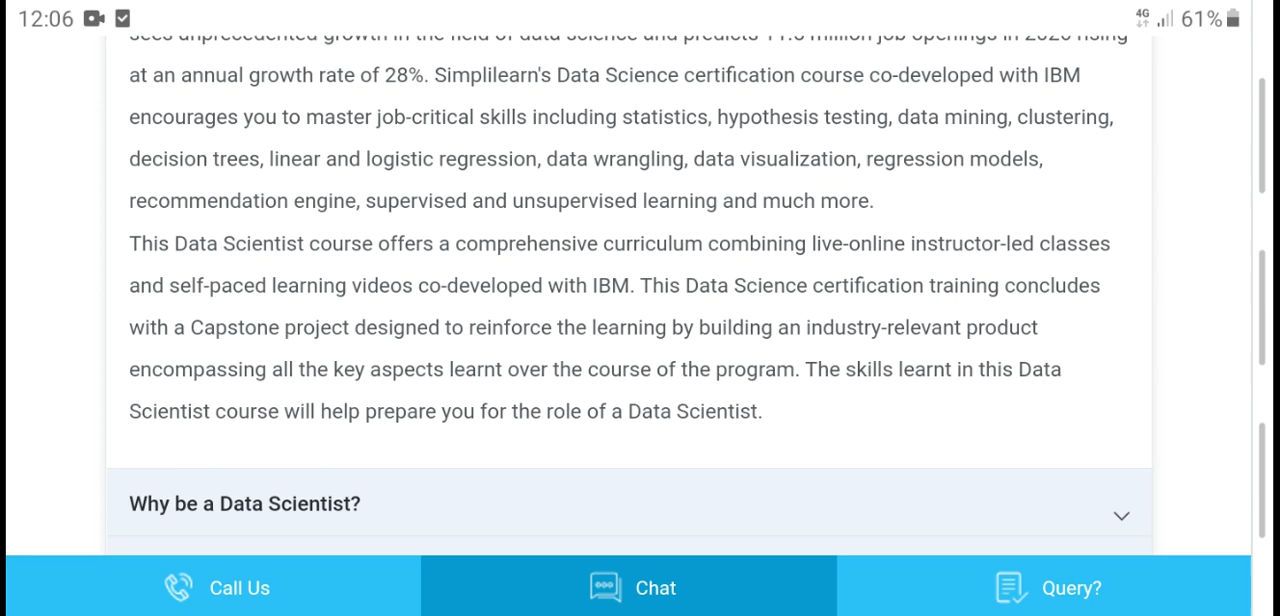 12:06
4G 61%
at an annual growth rate of 28%. Simplilearn's Data Science certification course co-developed with IBM
encourages you to master job-critical skills including statistics, hypothesis testing, data mining, clustering,
decision trees, linear and logistic regression, data wrangling, data visualization, regression models,
recommendation engine, supervised and unsupervised learning and much more.
This Data Scientist course offers a comprehensive curriculum combining live-online instructor-led classes
and self-paced learning videos co-developed with IBM. This Data Science certification training concludes
with a Capstone project designed to reinforce the learning by building an industry-relevant product
encompassing all the key aspects learnt over the course of the program. The skills learnt in this Data
Scientist course will help prepare you for the role of a Data Scientist.
Why be a Data Scientist?
Call Us
Chat
Query?